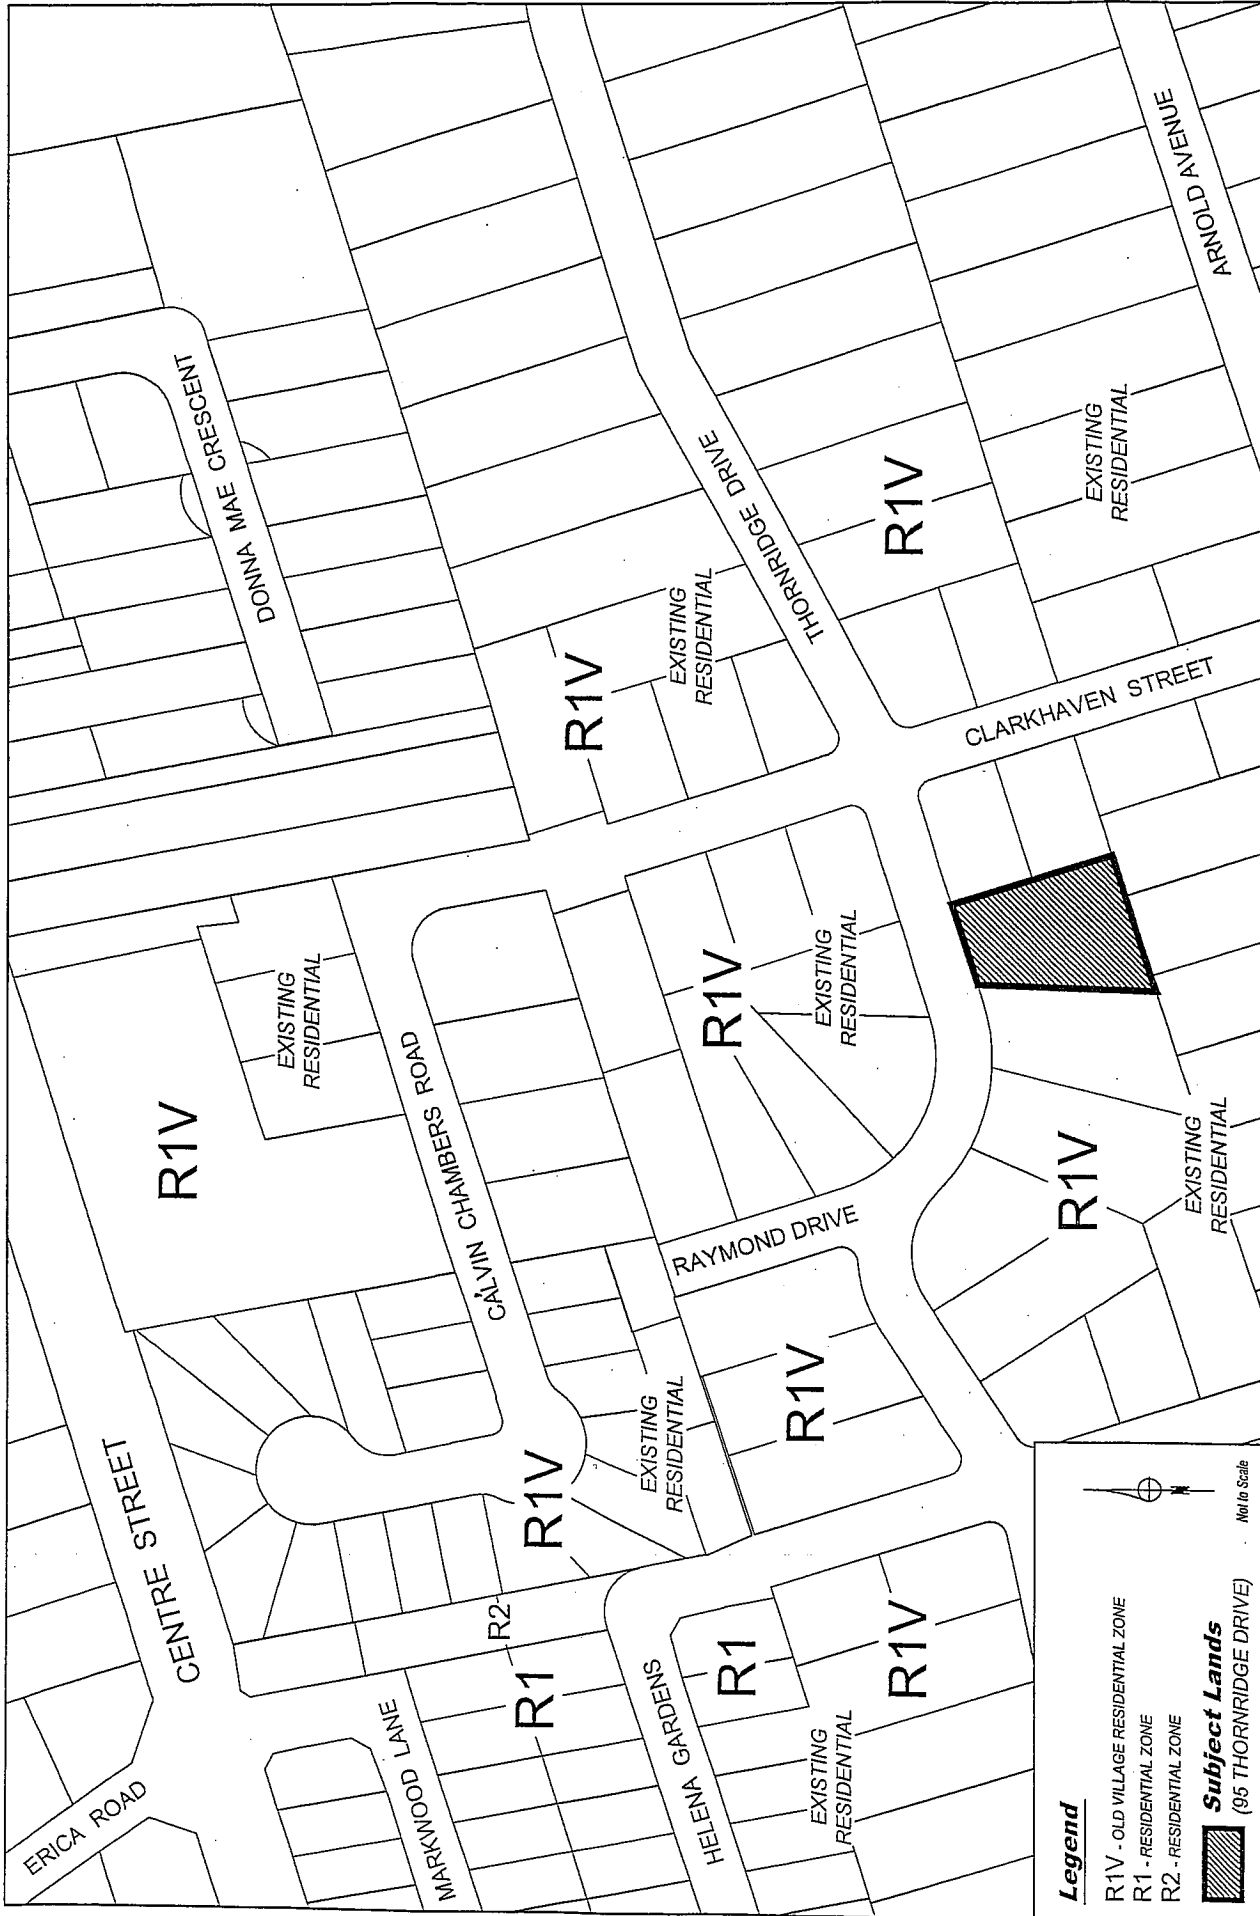 ERICA ROAD
CENTRE STREET
MARKWOOD LANE
HELENA GARDENS
R1
R2
R1
R1V
EXISTING
RESIDENTIAL
R1V
EXISTING
RESIDENTIAL
R1V
CALVIN CHAMBERS ROAD
R1V
EXISTING
RESIDENTIAL
RAYMOND DRIVE
R1V
EXISTING
RESIDENTIAL
R1V
EXISTING
RESIDENTIAL
DONNA MAE CRESCENT
R1V
EXISTING
RESIDENTIAL
THORNRIDGE DRIVE
R1V
EXISTING
RESIDENTIAL
CLARKHAVEN STREET
ARNOLD AVENUE
Legend
R1V - OLD VILLAGE RESIDENTIAL ZONE
R1 - RESIDENTIAL ZONE
R2 - RESIDENTIAL ZONE
Subject Lands
(95 THORNRIDGE DRIVE)
Not to Scale